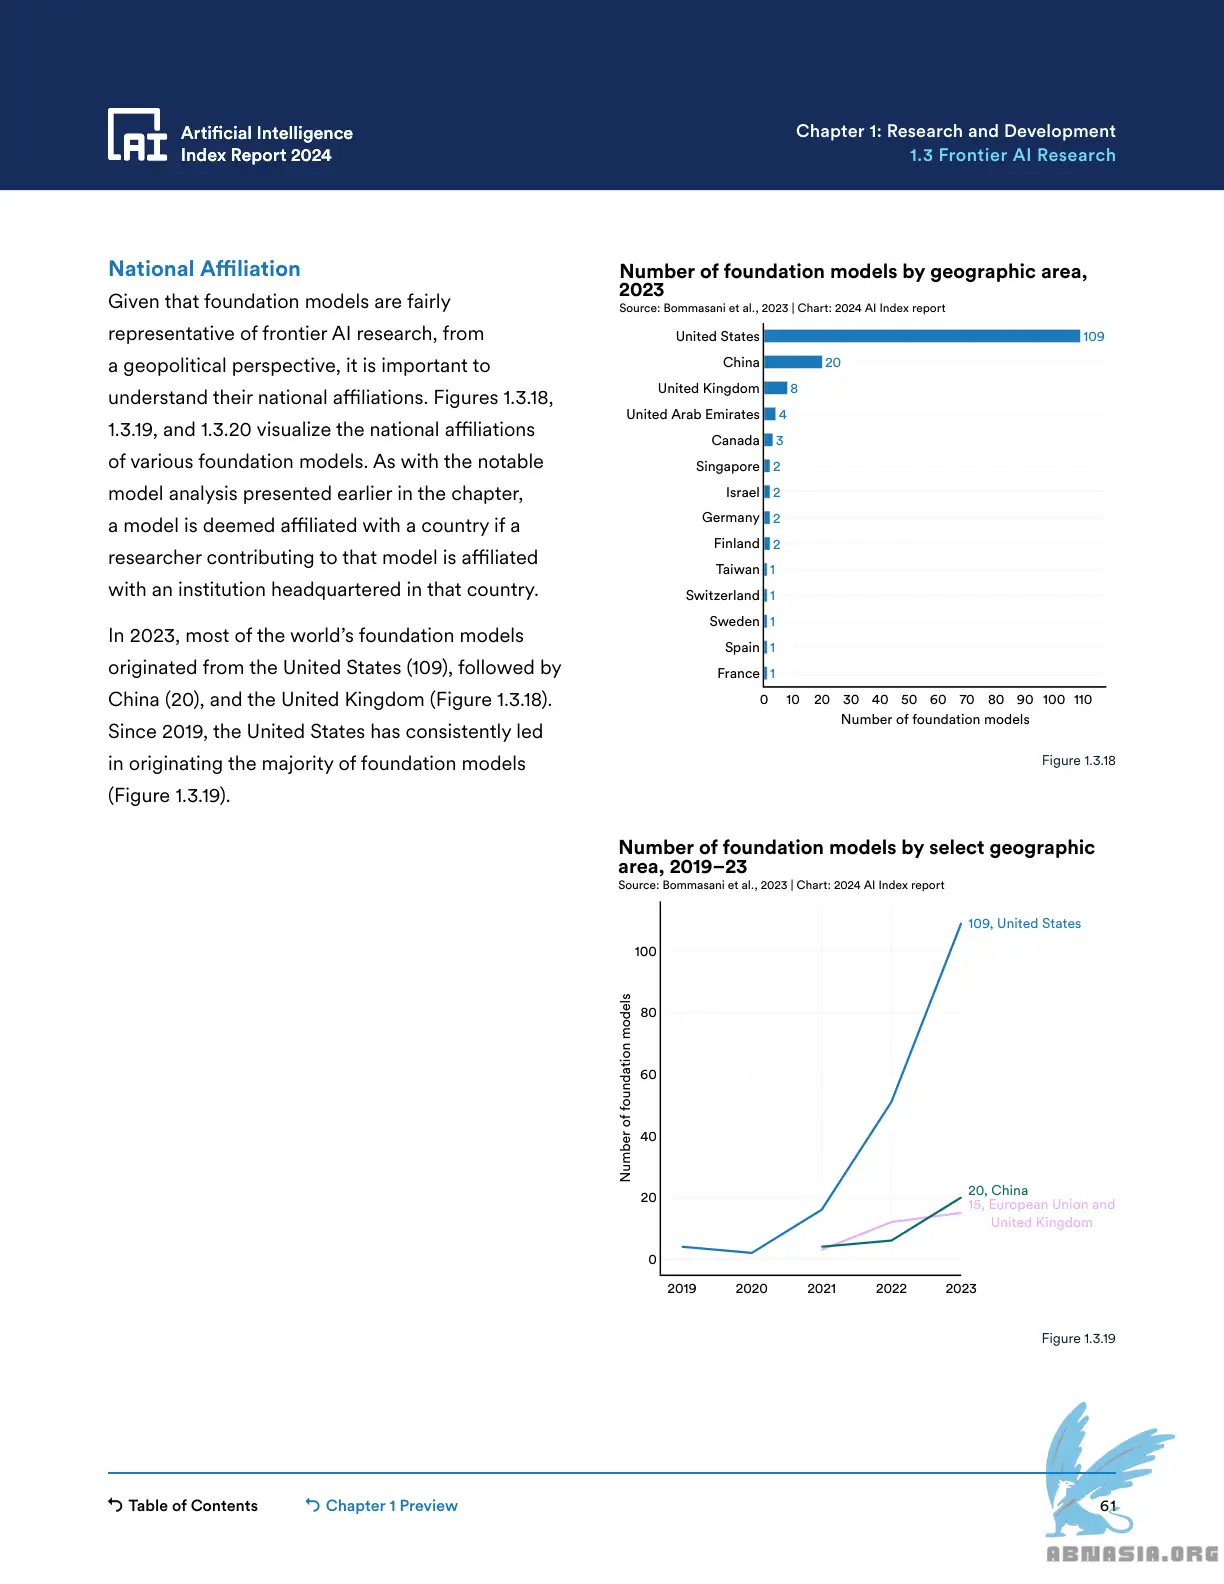 Artificial Intelligence
Index Report 2024
Chapter 1: Research and Development
1.3 Frontier AI Research
National Affiliation
Given that foundation models are fairly
representative of frontier AI research, from
a geopolitical perspective, it is important to
understand their national affiliations. Figures 1.3.18,
1.3.19, and 1.3.20 visualize the national affiliations
of various foundation models. As with the notable
model analysis presented earlier in the chapter,
a model is deemed affiliated with a country if a
researcher contributing to that model is affiliated
with an institution headquartered in that country.
In 2023, most of the world's foundation models
originated from the United States (109), followed by
China (20), and the United Kingdom (Figure 1.3.18).
Since 2019, the United States has consistently led
in originating the majority of foundation models
(Figure 1.3.19).
Number of foundation models by geographic area,
2023
Source: Bommasani et al., 2023 | Chart: 2024 AI Index report
United States 109
China 20
United Kingdom 8
United Arab Emirates 4
Canada 3
Singapore 2
Israel 2
Germany 2
Finland 2
Taiwan 1
Switzerland 1
Sweden 1
Spain 1
France 1
0 10 20 30 40 50 60 70 80 90 100 110
Number of foundation models
Figure 1.3.18
Number of foundation models by select geographic
area, 2019–23
Source: Bommasani et al., 2023 | Chart: 2024 AI Index report
Number of foundation models
100
80
60
40
20
0
109, United States
20, China
15, European Union and
United Kingdom
2019 2020 2021 2022 2023
Figure 1.3.19
Table of Contents
Chapter 1 Preview
61
ABNASIA.ORG